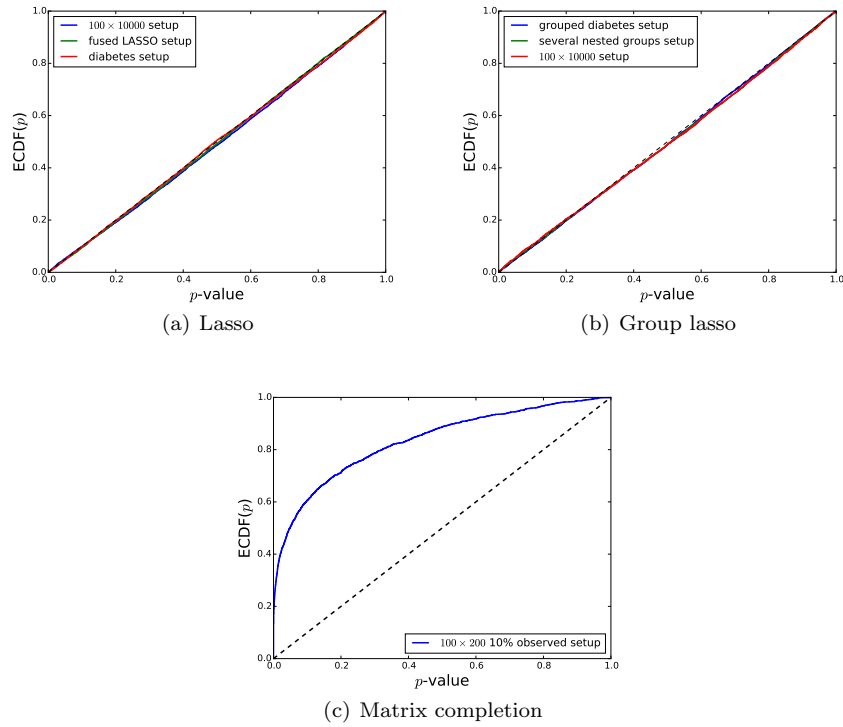 1.0
0.8
0.6
0.4
0.2
0.0
ECDF(p)
100 × 10000 setup
fused LASSO setup
diabetes setup
0.0 0.2 0.4 0.6 0.8 1.0
p-value
(a) Lasso
1.0
0.8
0.6
0.4
0.2
0.0
ECDF(p)
grouped diabetes setup
several nested groups setup
100 × 10000 setup
0.0 0.2 0.4 0.6 0.8 1.0
p-value
(b) Group lasso
1.0
0.8
0.6
0.4
0.2
0.0
ECDF(p)
100 × 200 10% observed setup
0.0 0.2 0.4 0.6 0.8 1.0
p-value
(c) Matrix completion